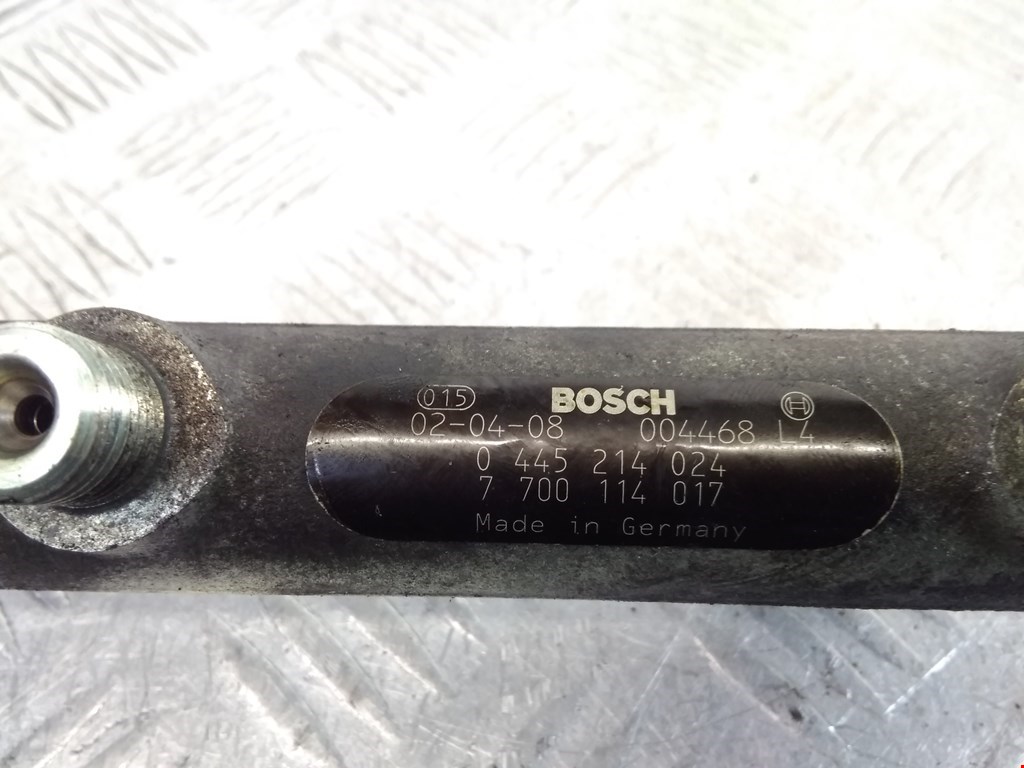 015 BOSCH
02-04-08 004468 L4
0 445 214 024
7 700 114 017
Made in Germany